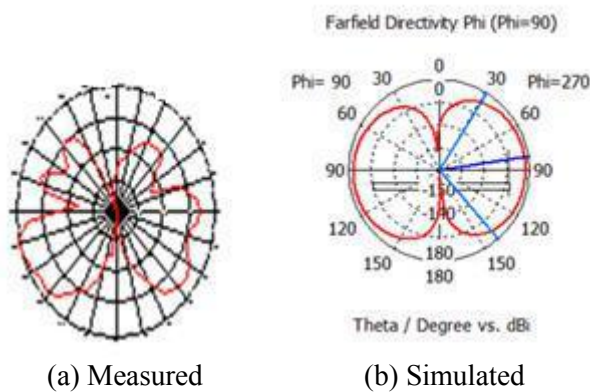 Farfield Directivity Phi (Phi=90)
Phi= 90 30 0 30 Phi=270
0
60 60
90 90
-150
120 120
150 180 150
180
Theta / Degree vs. dBi
(a) Measured (b) Simulated